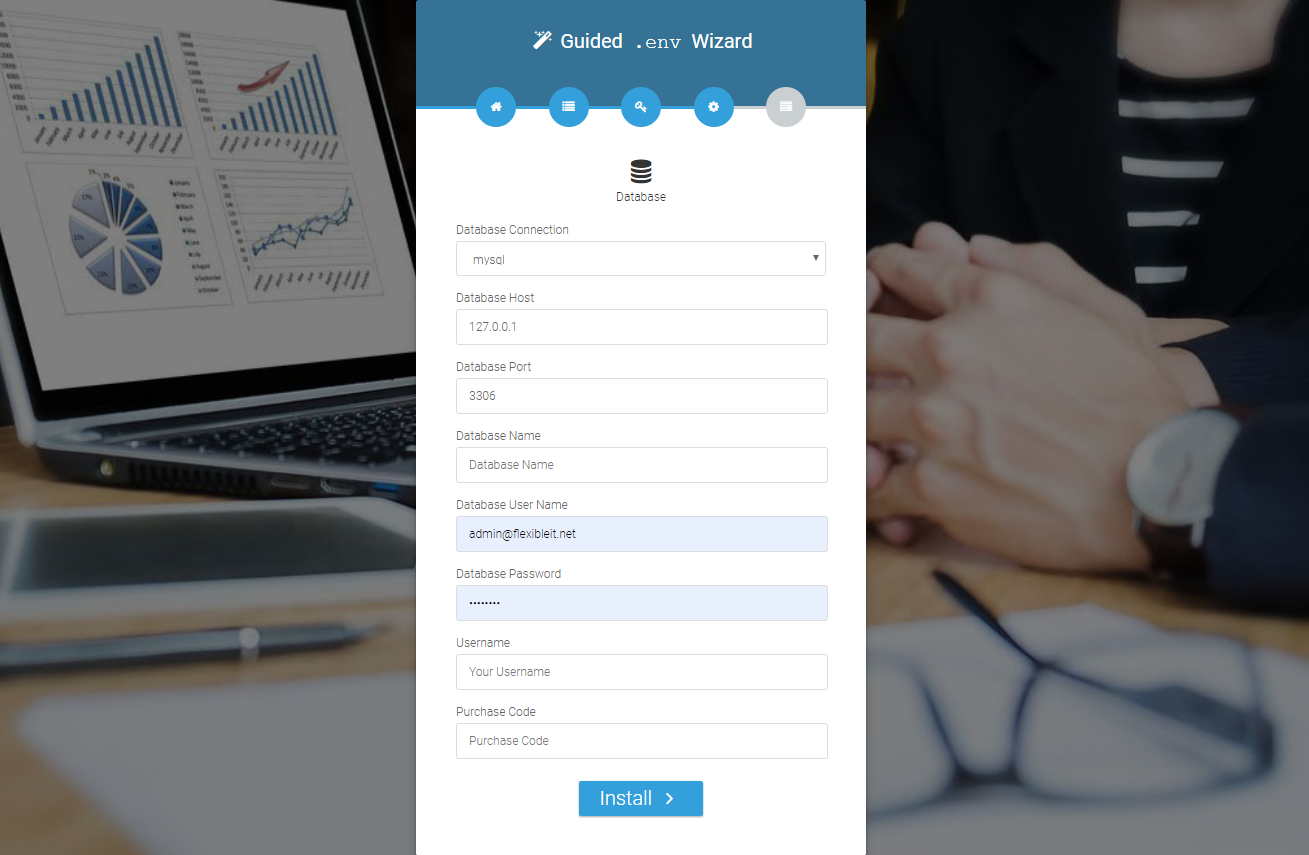 Guided .env Wizard
Database
Database Connection
mysql
Database Host
127.0.0.1
Database Port
3306
Database Name
Database Name
Database User Name
admin@flexibleit.net
Database Password
••••••••
Username
Your Username
Purchase Code
Purchase Code
Install